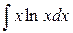 ∫ x ln x dx